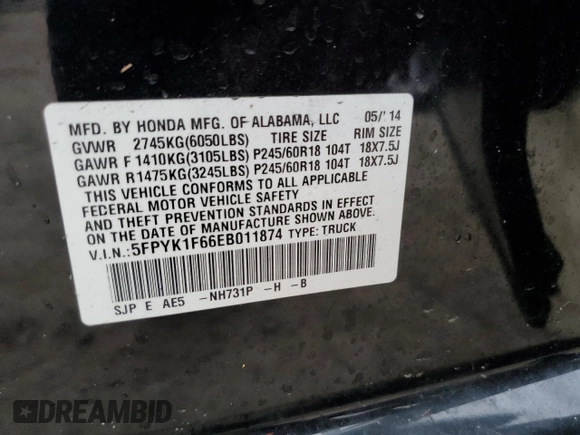 MFD. BY HONDA MFG. OF ALABAMA, LLC 05/'14
GVWR 2745KG(6050LBS) TIRE SIZE RIM SIZE
GAWR F 1410KG(3105LBS) P245/60R18 104T 18X7.5J
GAWR R1475KG(3245LBS) P245/60R18 104T 18X7.5J
THIS VEHICLE CONFORMS TO ALL APPLICABLE
FEDERAL MOTOR VEHICLE SAFETY
AND THEFT PREVENTION STANDARDS IN EFFECT
ON THE DATE OF MANUFACTURE SHOWN ABOVE.
V.I.N.: 5FPYK1F66EB011874 TYPE: TRUCK
SJP E AE5 -NH731P -H -B
DREAMBID